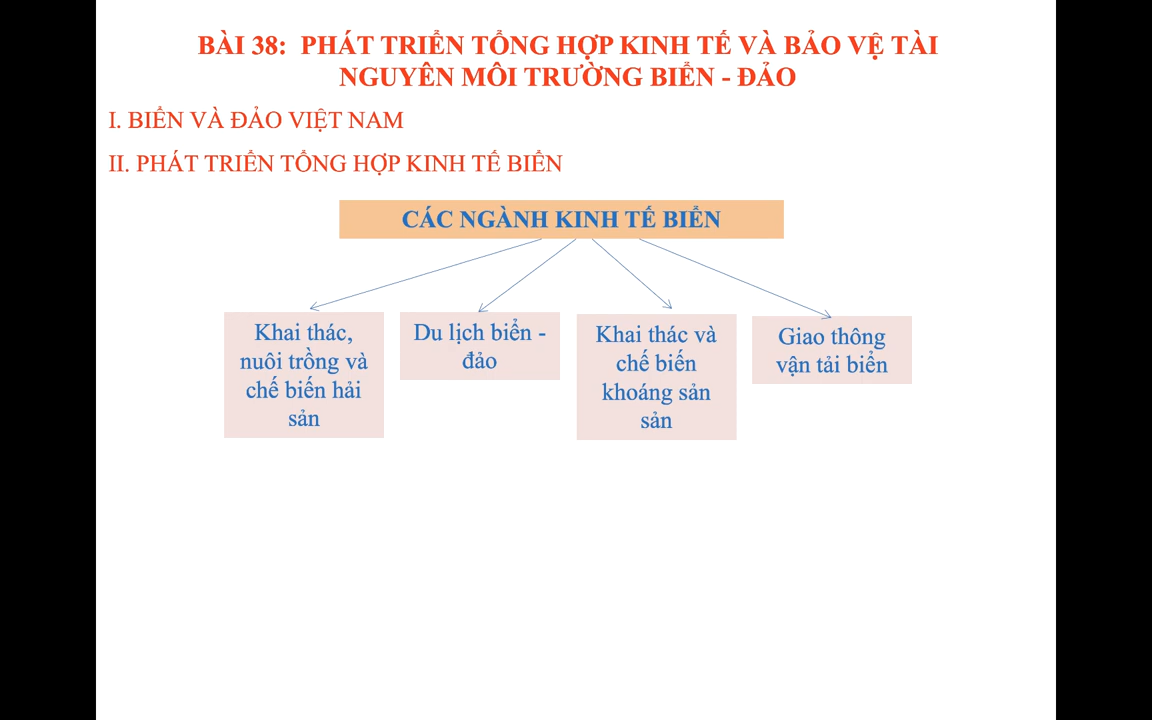 BÀI 38: PHÁT TRIỂN TỔNG HỢP KINH TẾ VÀ BẢO VỆ TÀI
NGUYÊN MÔI TRƯỜNG BIỂN - ĐẢO
I. BIỂN VÀ ĐẢO VIỆT NAM
II. PHÁT TRIỂN TỔNG HỢP KINH TẾ BIỂN
CÁC NGÀNH KINH TẾ BIỂN
Khai thác,
nuôi trồng và
chế biến hải
sản
Du lịch biển -
đảo
Khai thác và
chế biến
khoáng sản
sản
Giao thông
vận tải biển